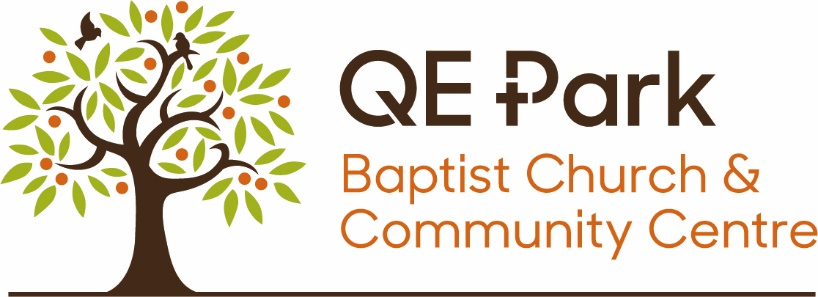 QE Park
Baptist Church &
Community Centre